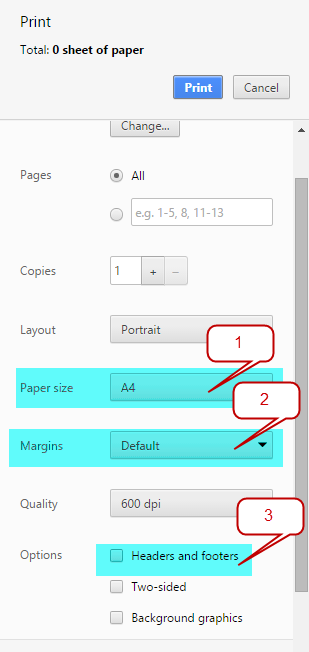 Print
Total: 0 sheet of paper
Print Cancel
Change...
Pages All
e.g. 1-5, 8, 11-13
Copies 1 + −
Layout Portrait
1
Paper size A4
2
Margins Default
Quality 600 dpi
3
Options Headers and footers
Two-sided
Background graphics